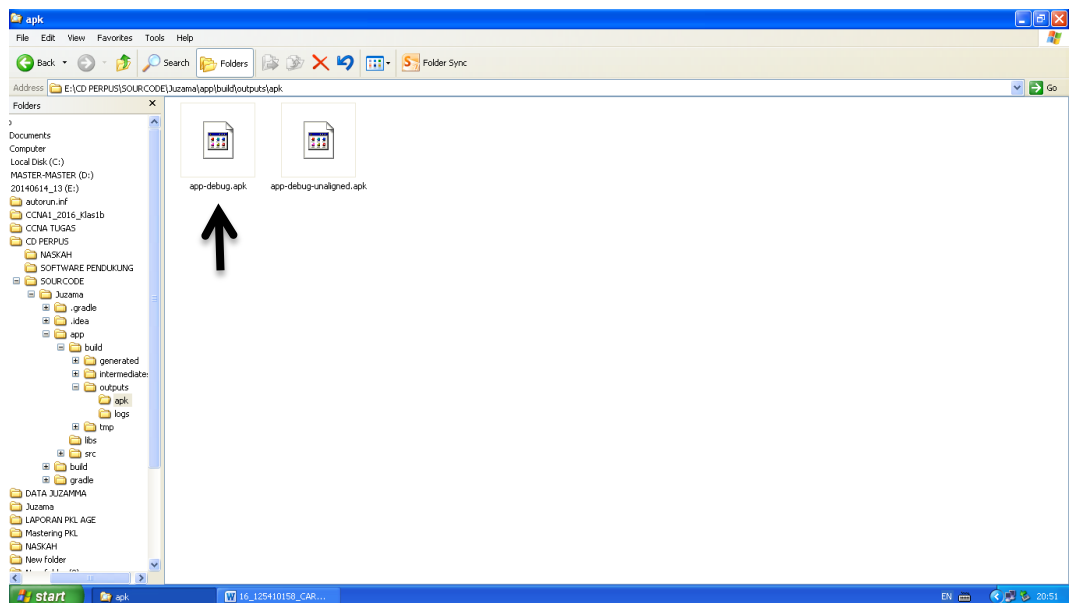 apk
File Edit View Favorites Tools Help
Back Search Folders Folder Sync
Address E:\CD PERPUS\SOURCODE\Juzama\app\build\outputs\apk Go
Folders
app-debug.apk app-debug-unaligned.apk
Documents
Computer
Local Disk (C:)
MASTER-MASTER (D:)
20140614_13 (E:)
autorun.inf
CCNA1_2016_Klas1b
CCNA TUGAS
CD PERPUS
NASKAH
SOFTWARE PENDUKUNG
SOURCODE
Juzama
.gradle
.idea
app
build
generated
intermediate
outputs
apk
logs
tmp
libs
src
build
gradle
DATA JUZAMMA
Juzama
LAPORAN PKL AGE
Mastering PKL
NASKAH
New folder
start apk 16_125410158_CAR... EN 20:51